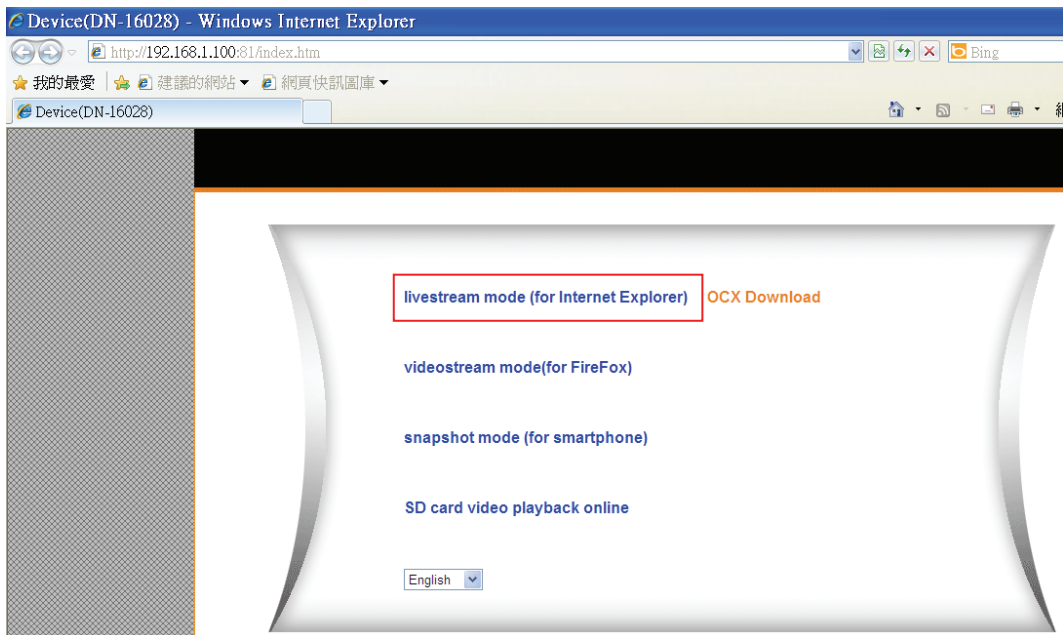 Device(DN-16028) - Windows Internet Explorer
http://192.168.1.100:81/index.htm
Bing
我的最愛 建議的網站 網頁快訊圖庫
Device(DN-16028)
livestream mode (for Internet Explorer) OCX Download
videostream mode(for FireFox)
snapshot mode (for smartphone)
SD card video playback online
English